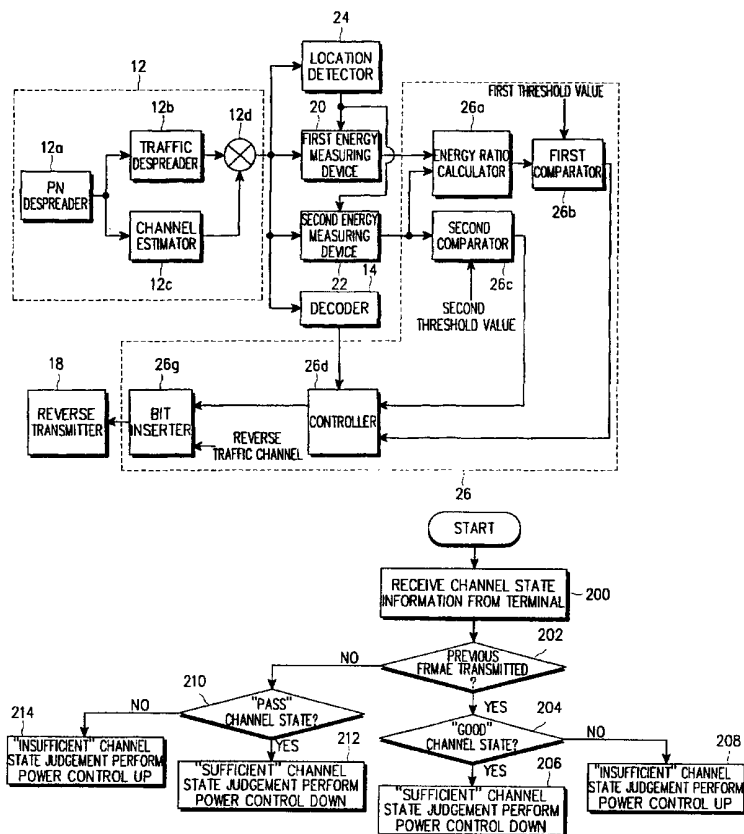 24
LOCATION
DETECTOR
12
12b
12d
TRAFFIC
DESPREADER
12a
PN
DESPREADER
CHANNEL
ESTIMATOR
12c
20
FIRST ENERGY
MEASURING
DEVICE
SECOND ENERGY
MEASURING
DEVICE
22
14
DECODER
FIRST THRESHOLD VALUE
26a
ENERGY RATIO
CALCULATOR
FIRST
COMPARATOR
26b
SECOND
COMPARATOR
26c
SECOND
THRESHOLD VALUE
18
REVERSE
TRANSMITTER
26g
BIT
INSERTER
REVERSE
TRAFFIC CHANNEL
26d
CONTROLLER
26
START
RECEIVE CHANNEL STATE
INFORMATION FROM TERMINAL
200
202
PREVIOUS
FRMAE TRANSMITTED
?
NO
YES
210
"PASS"
CHANNEL STATE?
NO
YES
204
"GOOD"
CHANNEL STATE?
NO
YES
214
"INSUFFICIENT" CHANNEL
STATE JUDGEMENT PERFORM
POWER CONTROL UP
212
"SUFFICIENT" CHANNEL
STATE JUDGEMENT PERFORM
POWER CONTROL DOWN
206
"SUFFICIENT" CHANNEL
STATE JUDGEMENT PERFORM
POWER CONTROL DOWN
208
"INSUFFICIENT" CHANNEL
STATE JUDGEMENT PERFORM
POWER CONTROL UP